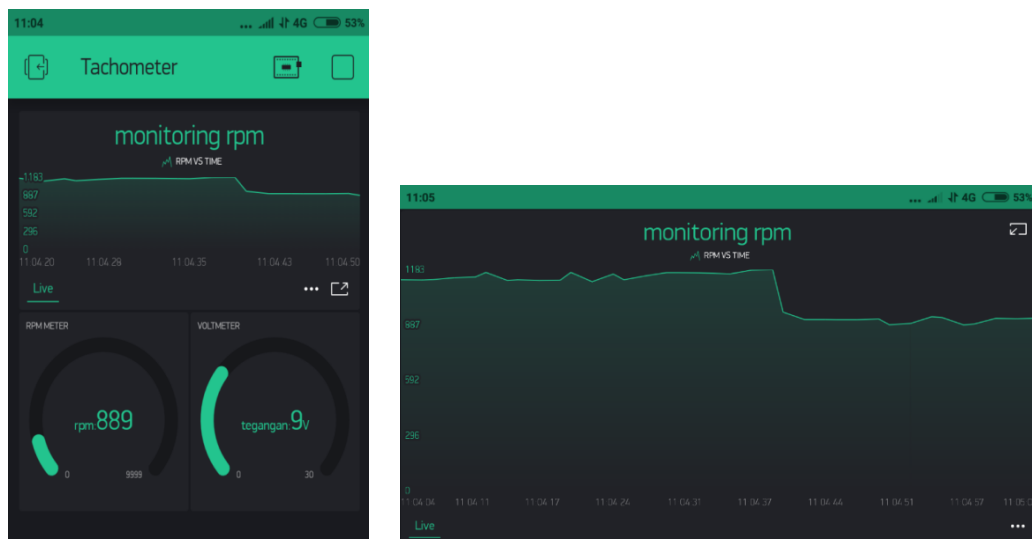 11:04 ... 4G 53%
Tachometer
monitoring rpm
RPM VS TIME
1183
887
592
296
0
11:04:20 11:04:28 11:04:35 11:04:43 11:04:50
Live ...
RPM METER VOLTMETER
rpm:889 tegangan:9V
0 9999 0 30
11:05 ... 4G 53%
monitoring rpm
RPM VS TIME
1183
887
592
296
0
11:04:04 11:04:11 11:04:17 11:04:24 11:04:31 11:04:37 11:04:44 11:04:51 11:04:57
Live ...